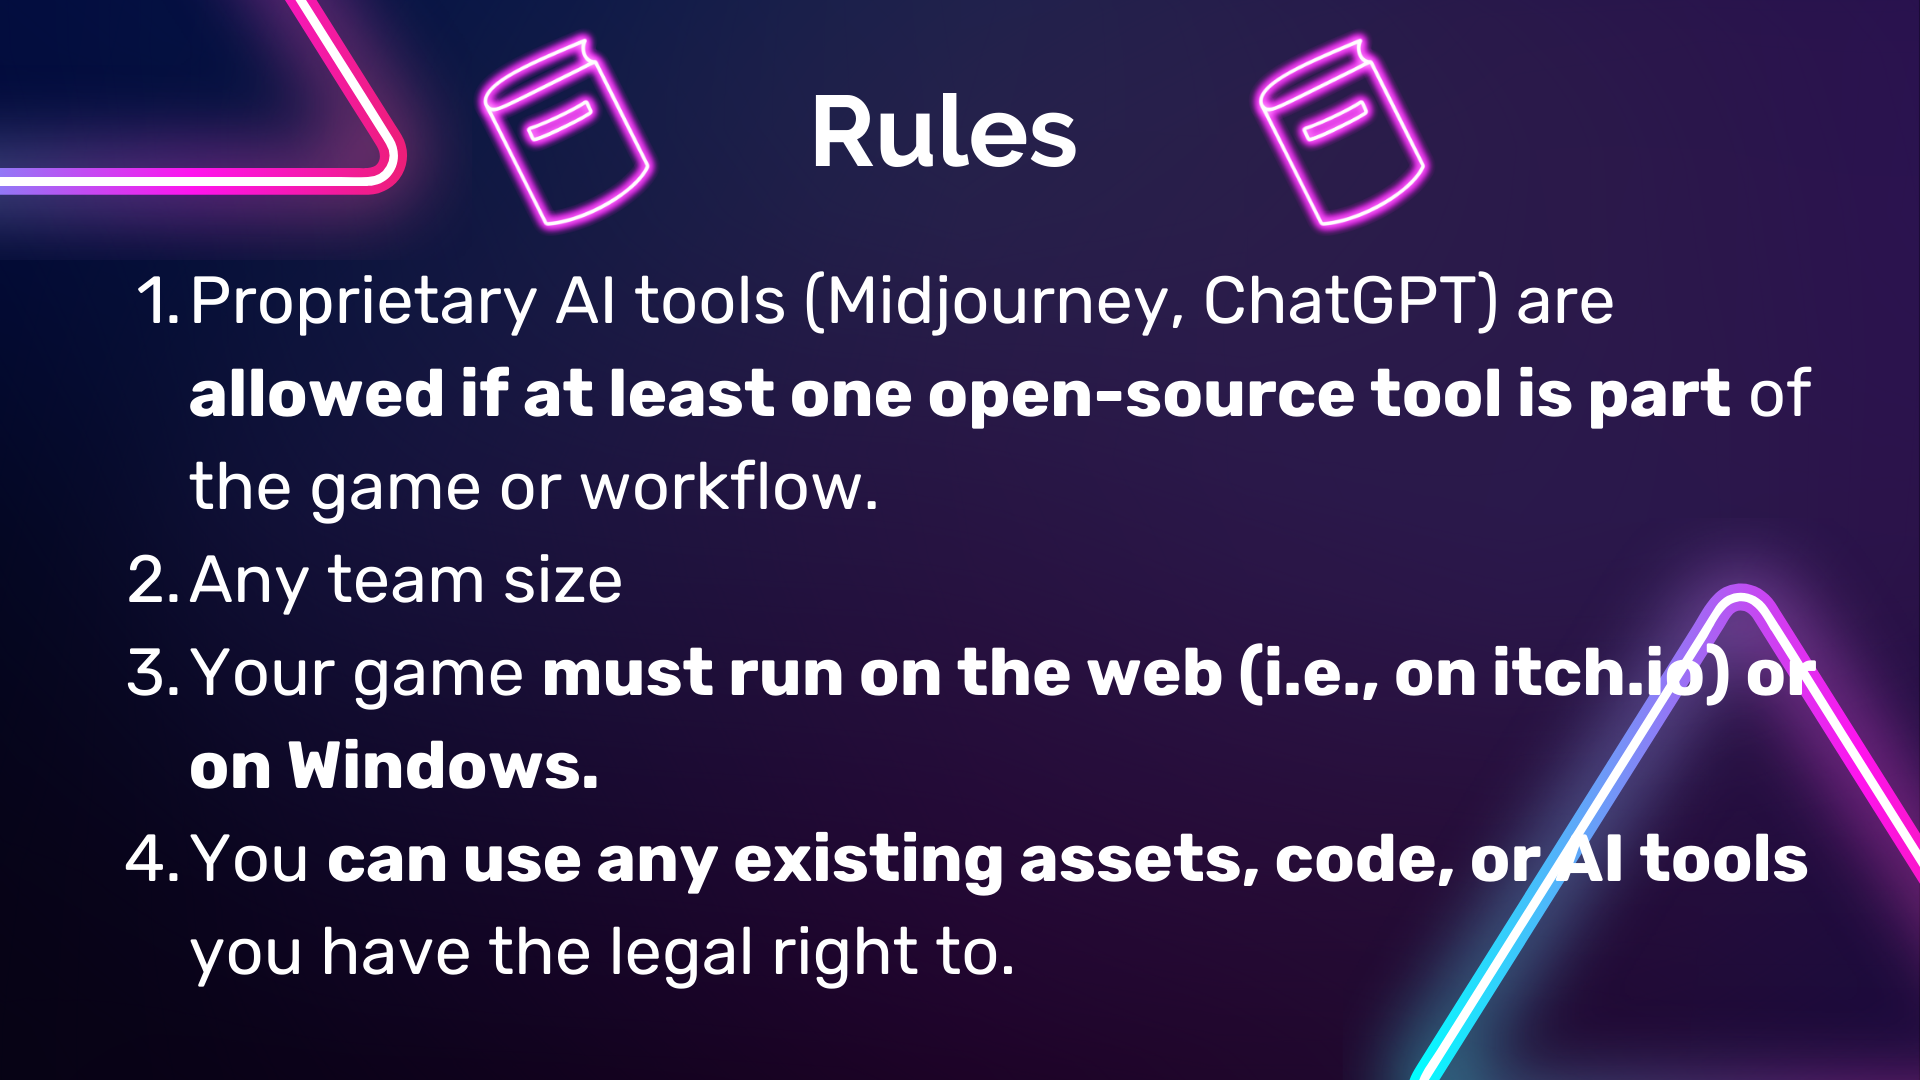 Rules
1. Proprietary AI tools (Midjourney, ChatGPT) are
allowed if at least one open-source tool is part of
the game or workflow.
2. Any team size
3. Your game must run on the web (i.e., on itch.io) or
on Windows.
4. You can use any existing assets, code, or AI tools
you have the legal right to.